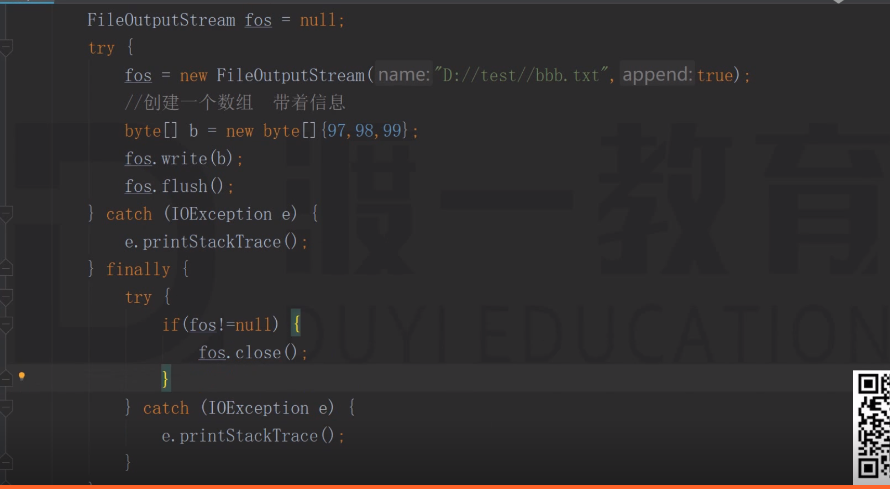 FileOutputStream fos = null;
try {
fos = new FileOutputStream( name: "D://test//bbb.txt", append: true);
//创建一个数组  带着信息
byte[] b = new byte[]{97,98,99};
fos.write(b);
fos.flush();
} catch (IOException e) {
e.printStackTrace();
} finally {
try {
if(fos!=null) {
fos.close();
}
} catch (IOException e) {
e.printStackTrace();
}
渡一教育
DUYI EDUCATION